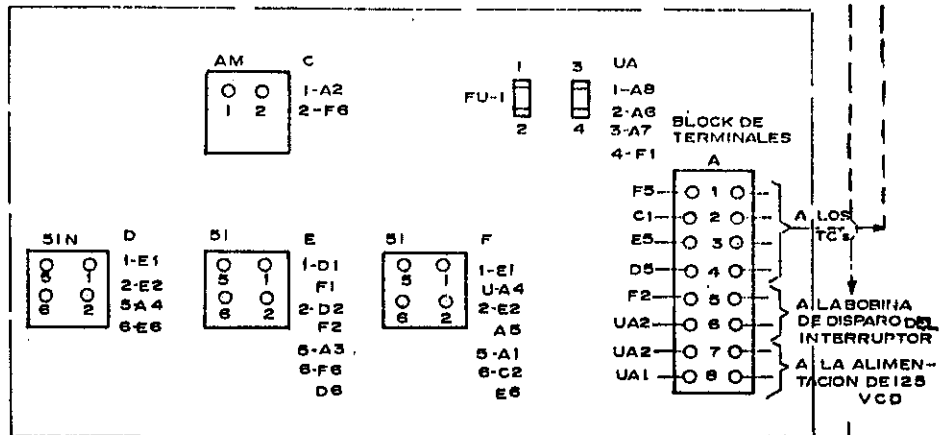 AM C
1 2
1-A2
2-F6
FU-1
1 3
2 4
UA
1-A8
2-A6
3-A7
4-F1
BLOCK DE
TERMINALES
A
F5 1
C1 2
E5 3
D5 4
F2 5
UA2 6
UA2 7
UA1 8
A LOS
TC's
A LA BOBINA
DE DISPARO DEL
INTERRUPTOR
A LA ALIMEN-
TACION DE 125
VCD
51N D
5 1
6 2
1-E1
2-E2
5-A4
6-E6
51 E
5 1
6 2
1-D1
F1
2-D2
F2
5-A3
6-F6
D6
51 F
5 1
6 2
1-E1
U-A4
2-E2
A5
5-A1
6-C2
E6